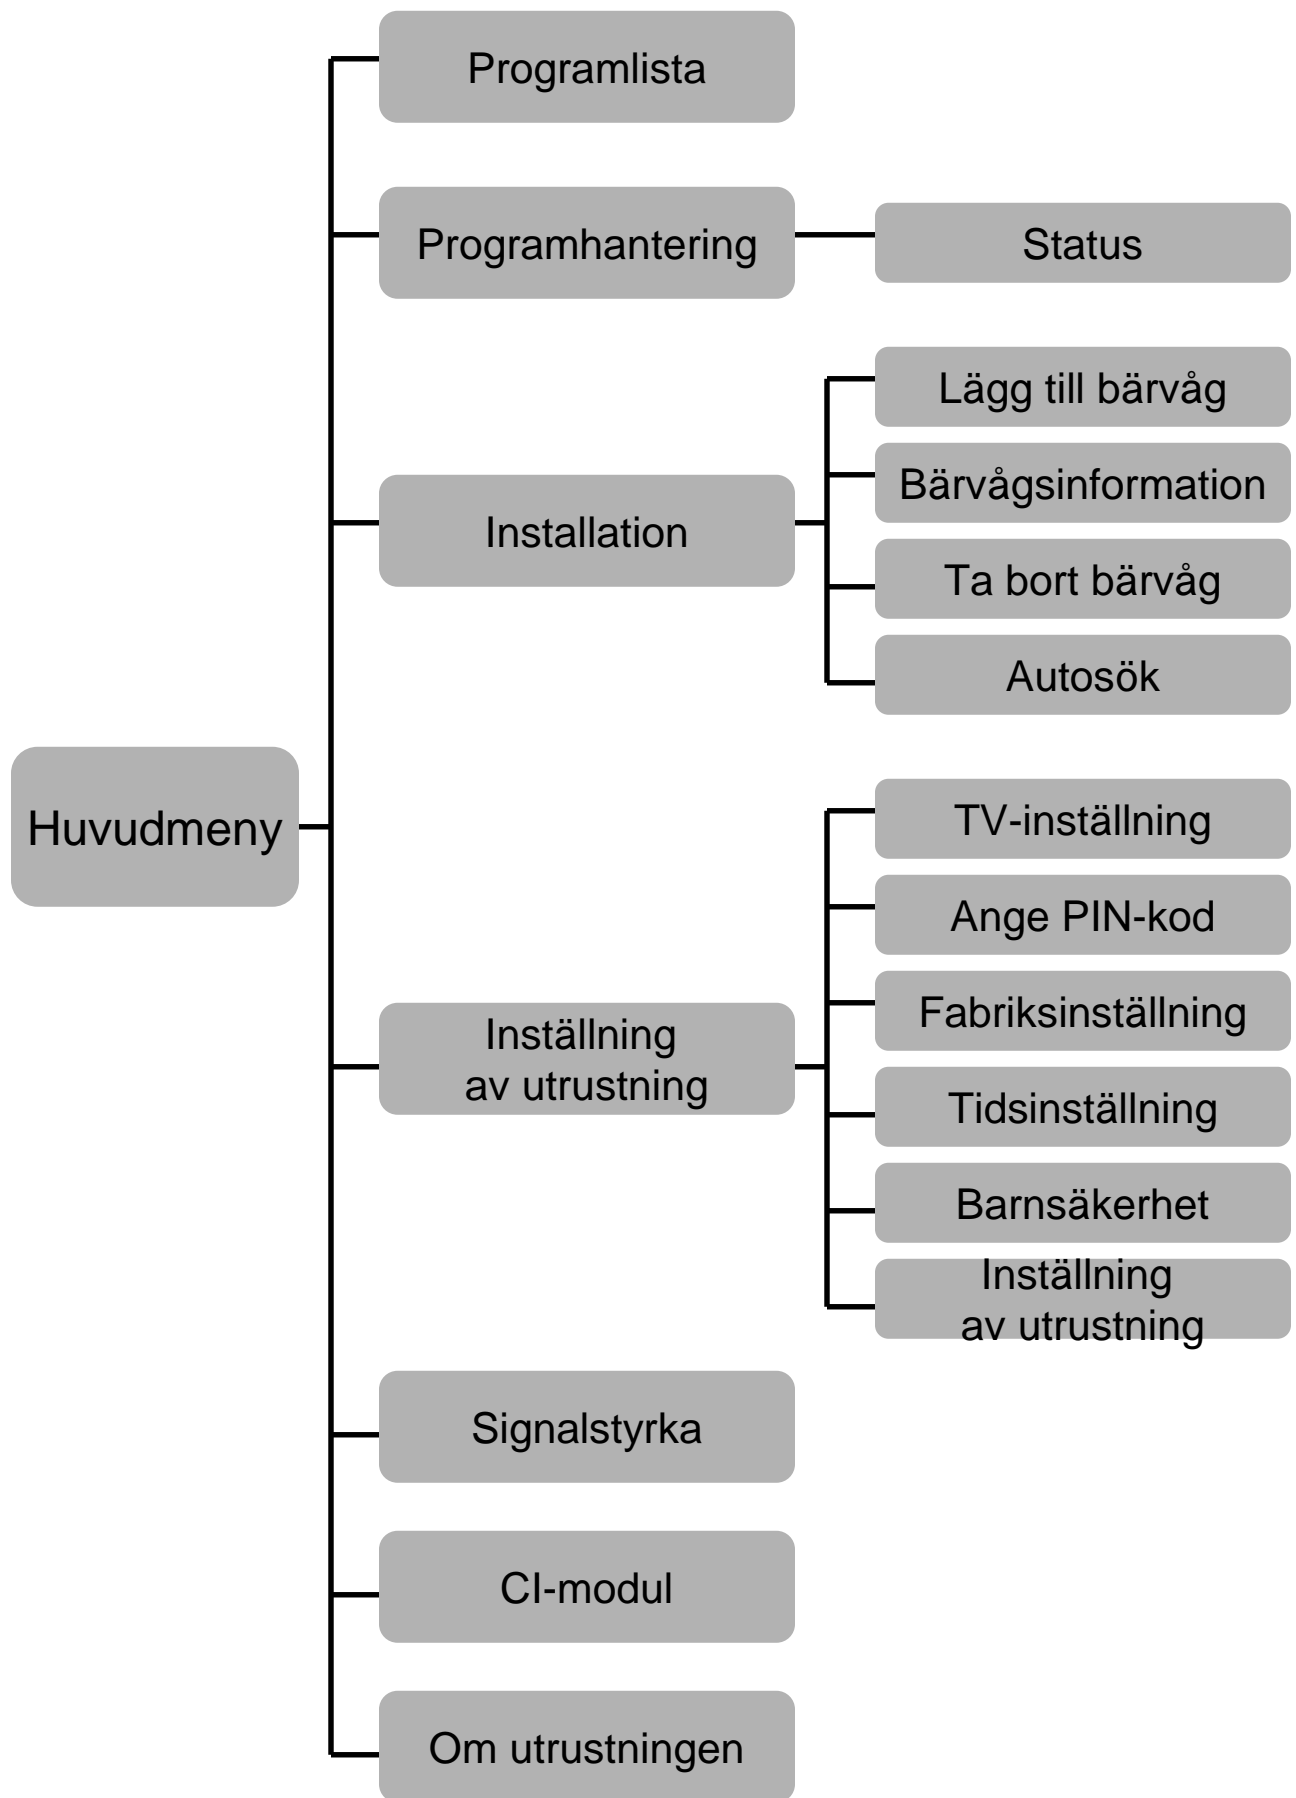 Programlista
Programhantering
Status
Lägg till bärvåg
Bärvågsinformation
Installation
Ta bort bärvåg
Autosök
Huvudmeny
TV-inställning
Ange PIN-kod
Fabriksinställning
Inställning
av utrustning
Tidsinställning
Barnsäkerhet
Inställning
av utrustning
Signalstyrka
CI-modul
Om utrustningen